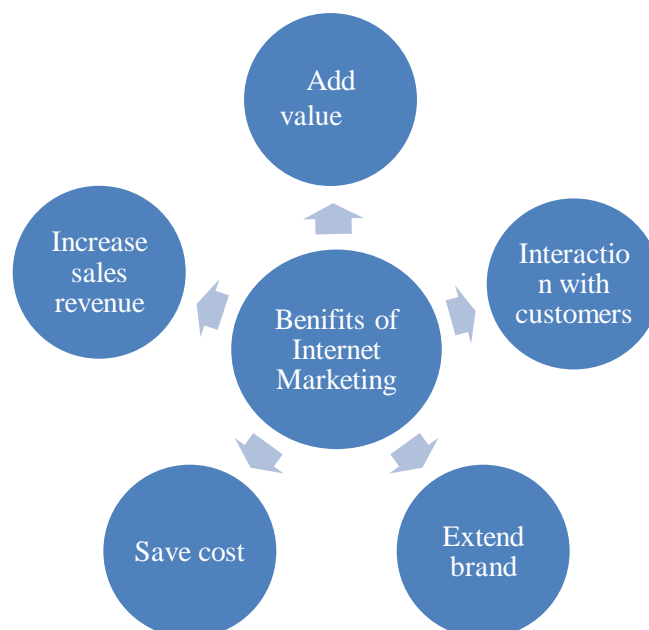 Add
value
Increase
sales
revenue
Interactio
n with
customers
Benifits of
Internet
Marketing
Save cost
Extend
brand